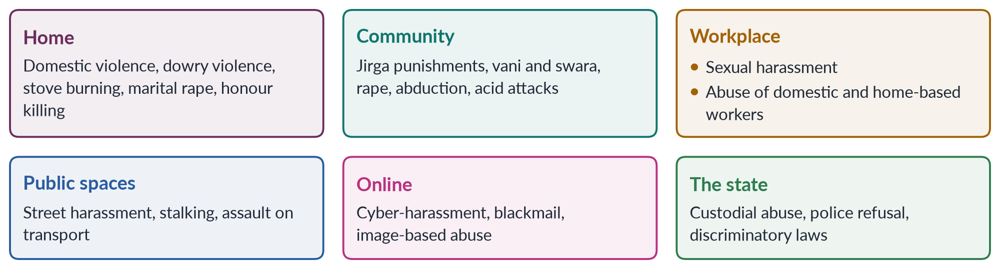 Home
Domestic violence, dowry violence,
stove burning, marital rape, honour
killing
Community
Jirga punishments, vani and swara,
rape, abduction, acid attacks
Workplace
• Sexual harassment
• Abuse of domestic and home-based
workers
Public spaces
Street harassment, stalking, assault on
transport
Online
Cyber-harassment, blackmail,
image-based abuse
The state
Custodial abuse, police refusal,
discriminatory laws